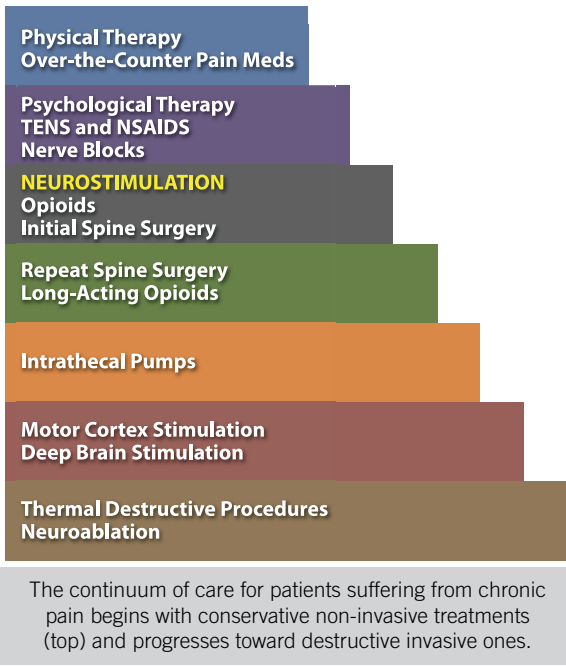 Physical Therapy
Over-the-Counter Pain Meds
Psychological Therapy
TENS and NSAIDS
Nerve Blocks
NEUROSTIMULATION
Opioids
Initial Spine Surgery
Repeat Spine Surgery
Long-Acting Opioids
Intrathecal Pumps
Motor Cortex Stimulation
Deep Brain Stimulation
Thermal Destructive Procedures
Neuroablation
The continuum of care for patients suffering from chronic
pain begins with conservative non-invasive treatments
(top) and progresses toward destructive invasive ones.